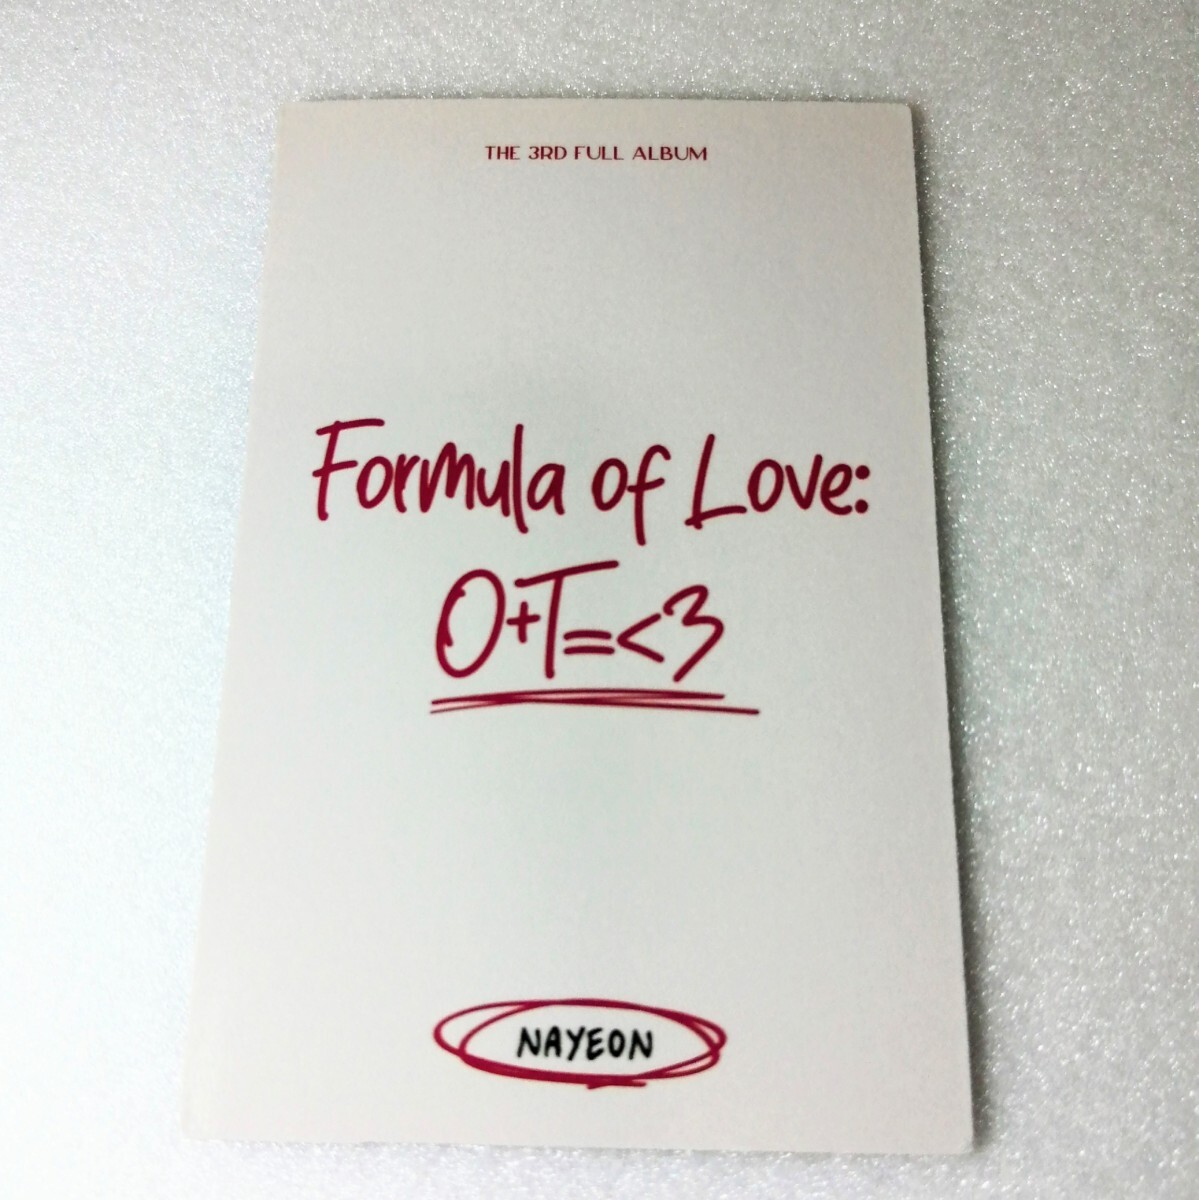 THE 3RD FULL ALBUM
Formula of Love:
O+T=<3
NAYEON